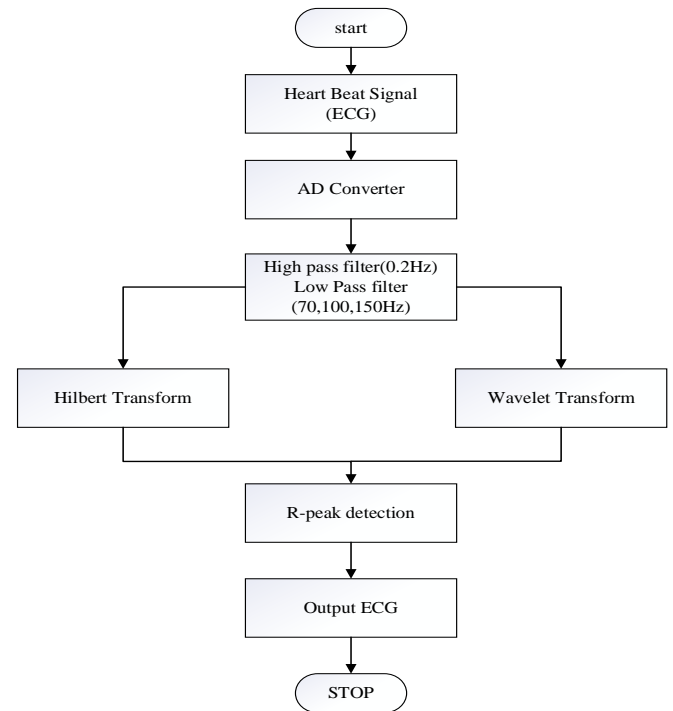 start
Heart Beat Signal
(ECG)
AD Converter
High pass filter(0.2Hz)
Low Pass filter
(70,100,150Hz)
Hilbert Transform
Wavelet Transform
R-peak detection
Output ECG
STOP